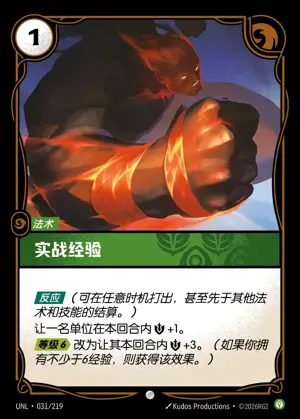 1
法术
实战经验
反应 (可在任意时机打出,甚至先于其他法
术和技能的结算。)
让一名单位在本回合内 +1。
等级 6 改为让其本回合内 +3。(如果你拥
有不少于6经验,则获得该效果。)
UNL • 031/219
Kudos Productions • ©2026RGI